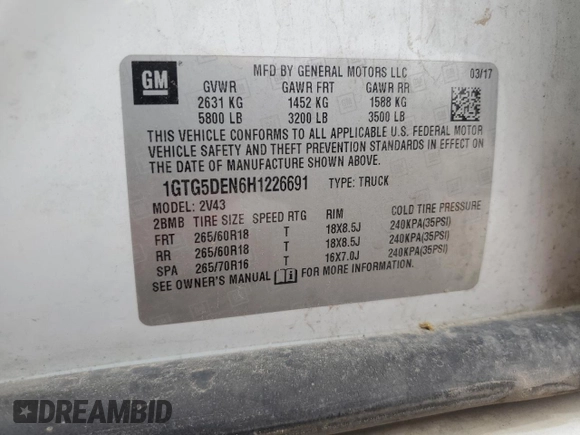 GM
MFD BY GENERAL MOTORS LLC 03/17
GVWR GAWR FRT GAWR RR
2631 KG 1452 KG 1588 KG
5800 LB 3200 LB 3500 LB
THIS VEHICLE CONFORMS TO ALL APPLICABLE U.S. FEDERAL MOTOR
VEHICLE SAFETY AND THEFT PREVENTION STANDARDS IN EFFECT ON
THE DATE OF MANUFACTURE SHOWN ABOVE.
1GTG5DEN6H1226691 TYPE: TRUCK
MODEL: 2V43
2BMB TIRE SIZE SPEED RTG RIM COLD TIRE PRESSURE
FRT 265/60R18 T 18X8.5J 240KPA(35PSI)
RR 265/60R18 T 18X8.5J 240KPA(35PSI)
SPA 265/70R16 T 16X7.0J 240KPA(35PSI)
SEE OWNER'S MANUAL FOR MORE INFORMATION.
DREAMBID